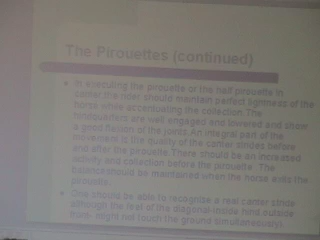 The Pirouettes (continued)
In executing the pirouette or the half pirouette in
canter, the rider should maintain perfect lightness of the
horse while accentuating the collection. The
hindquarters are well engaged and lowered and show
a good flexion of the joints. An integral part of the
movement is the quality of the canter strides before
and after the pirouette. There should be an increased
activity and collection before the pirouette. The
balance should be maintained when the horse exits the
pirouette.
One should be able to recognise a real canter stride
although the feet of the diagonal-inside hind outside
fore- might not touch the ground simultaneously.